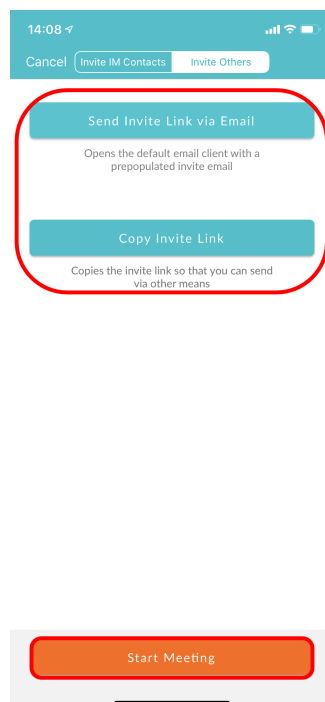 14:08
Cancel Invite IM Contacts Invite Others
Send Invite Link via Email
Opens the default email client with a
prepopulated invite email
Copy Invite Link
Copies the invite link so that you can send
via other means
Start Meeting